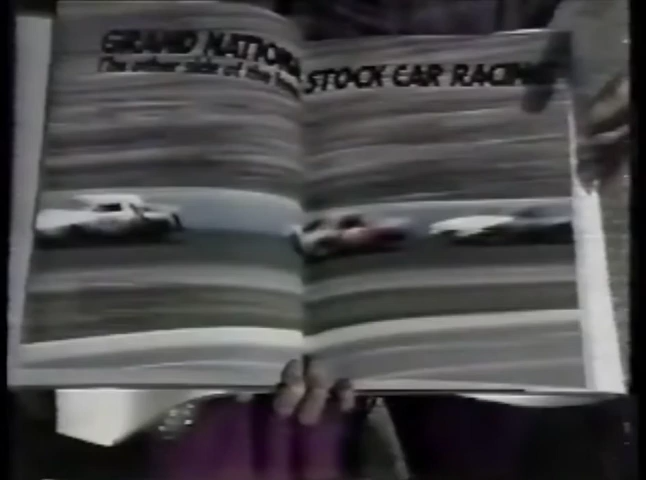 GRAND NATIONAL STOCK CAR RACING
The other side of the